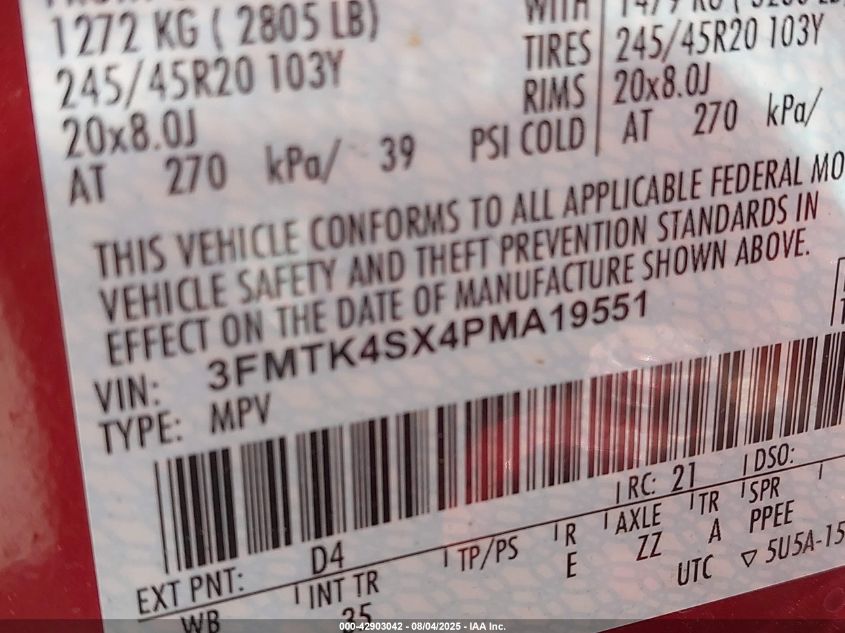 1272 KG ( 2805 LB) WITH
245/45R20 103Y TIRES 245/45R20 103Y
20x8.0J RIMS 20x8.0J
AT 270 kPa/ 39 PSI COLD AT 270 kPa/
THIS VEHICLE CONFORMS TO ALL APPLICABLE FEDERAL MO
VEHICLE SAFETY AND THEFT PREVENTION STANDARDS IN
EFFECT ON THE DATE OF MANUFACTURE SHOWN ABOVE.
VIN: 3FMTK4SX4PMA19551
TYPE: MPV
RC: 21 DSO:
EXT PNT: D4 TP/PS R AXLE TR SPR
E ZZ A PPEE
WB INT TR UTC ▽ 5U5A-15
25
000-42903042 - 08/04/2025 - IAA Inc.